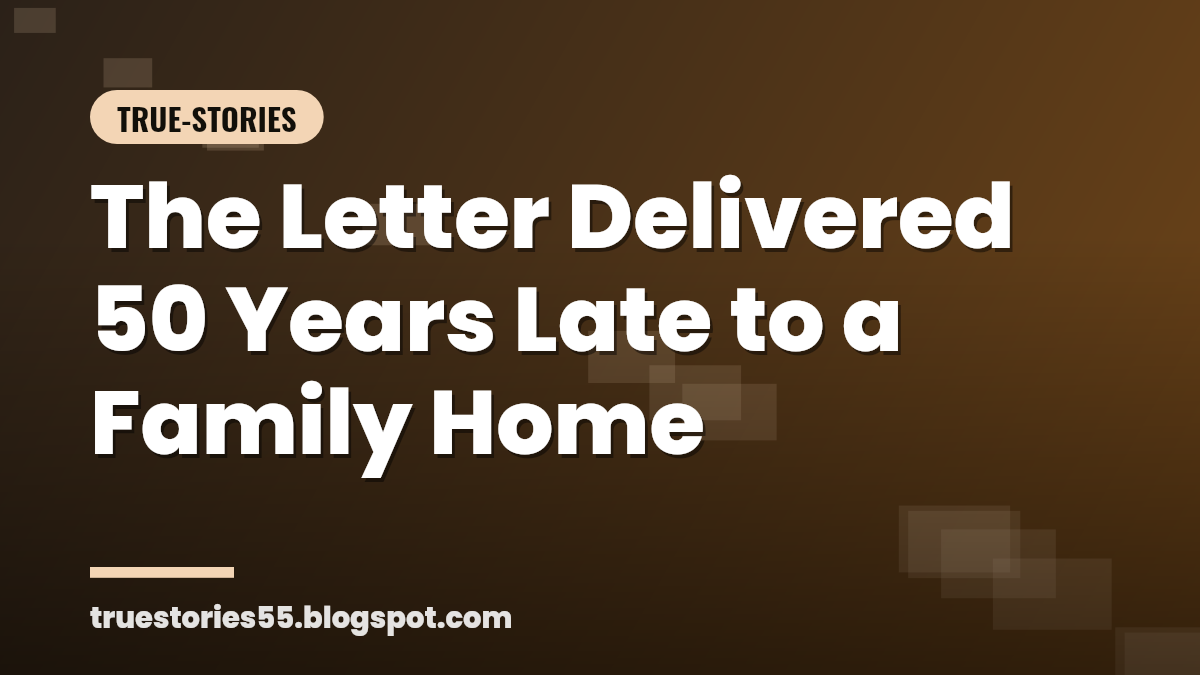 TRUE-STORIES
The Letter Delivered
50 Years Late to a
Family Home
truestories55.blogspot.com